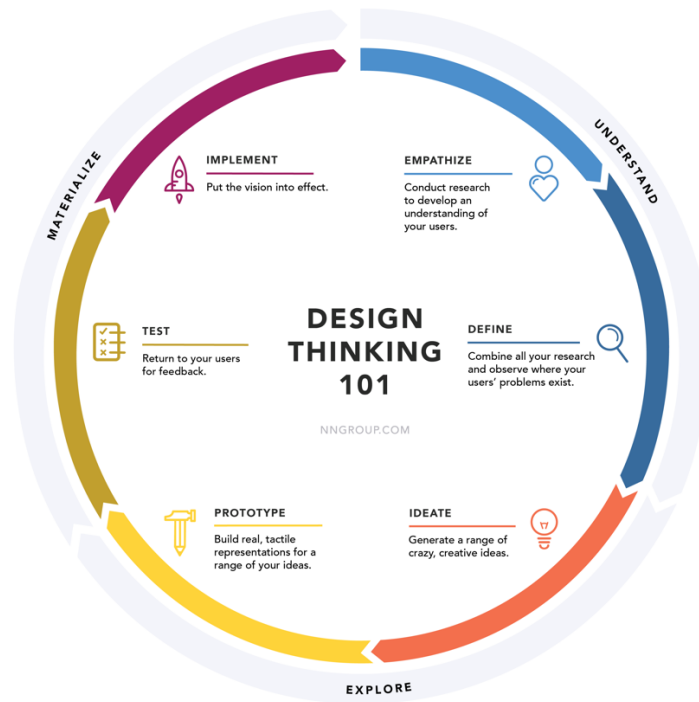 DESIGN
THINKING
101
NNGROUP.COM
UNDERSTAND
EMPATHIZE
Conduct research
to develop an
understanding of
your users.
DEFINE
Combine all your research
and observe where your
users' problems exist.
EXPLORE
IDEATE
Generate a range of
crazy, creative ideas.
PROTOTYPE
Build real, tactile
representations for a
range of your ideas.
MATERIALIZE
TEST
Return to your users
for feedback.
IMPLEMENT
Put the vision into effect.